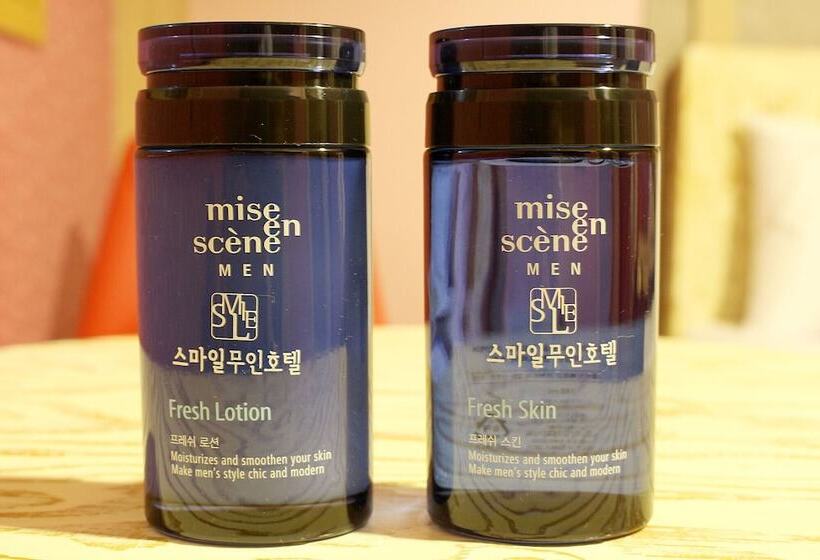 mise
en
scène
MEN
SMILE
스마일무인호텔
Fresh Lotion
프레쉬 로션
Moisturizes and smoothen your skin
Make men's style chic and modern
mise
en
scène
MEN
SMILE
스마일무인호텔
Fresh Skin
프레쉬 스킨
Moisturizes and smoothen your skin
Make men's style chic and modern